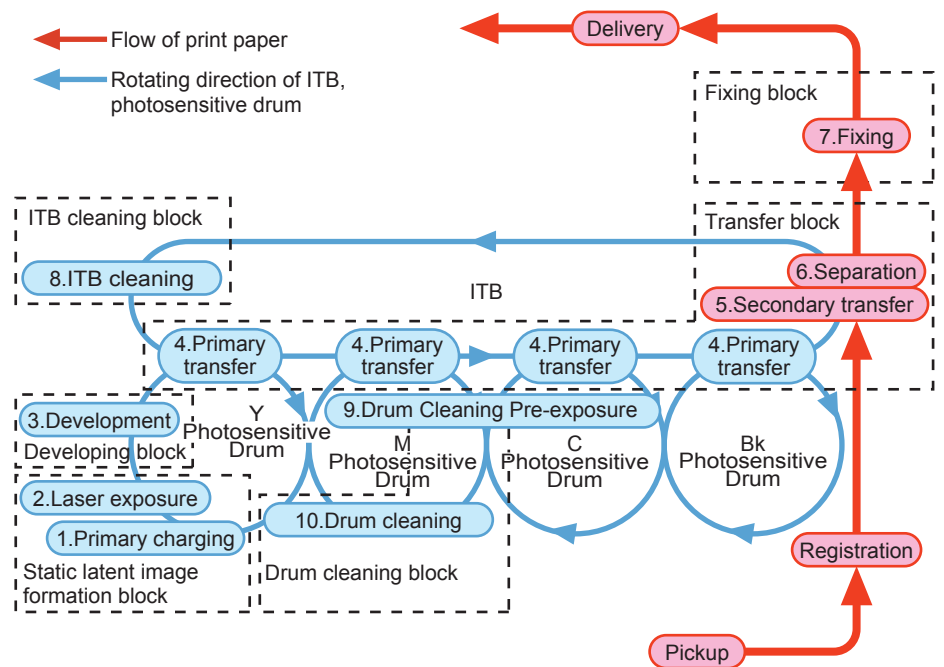 Flow of print paper
Rotating direction of ITB,
photosensitive drum
Delivery
Fixing block
7.Fixing
ITB cleaning block
8.ITB cleaning
Transfer block
6.Separation
5.Secondary transfer
ITB
4.Primary
transfer
4.Primary
transfer
4.Primary
transfer
4.Primary
transfer
3.Development
Developing block
Y
Photosensitive
Drum
9.Drum Cleaning Pre-exposure
M
Photosensitive
Drum
C
Photosensitive
Drum
Bk
Photosensitive
Drum
2.Laser exposure
1.Primary charging
Static latent image
formation block
10.Drum cleaning
Drum cleaning block
Registration
Pickup